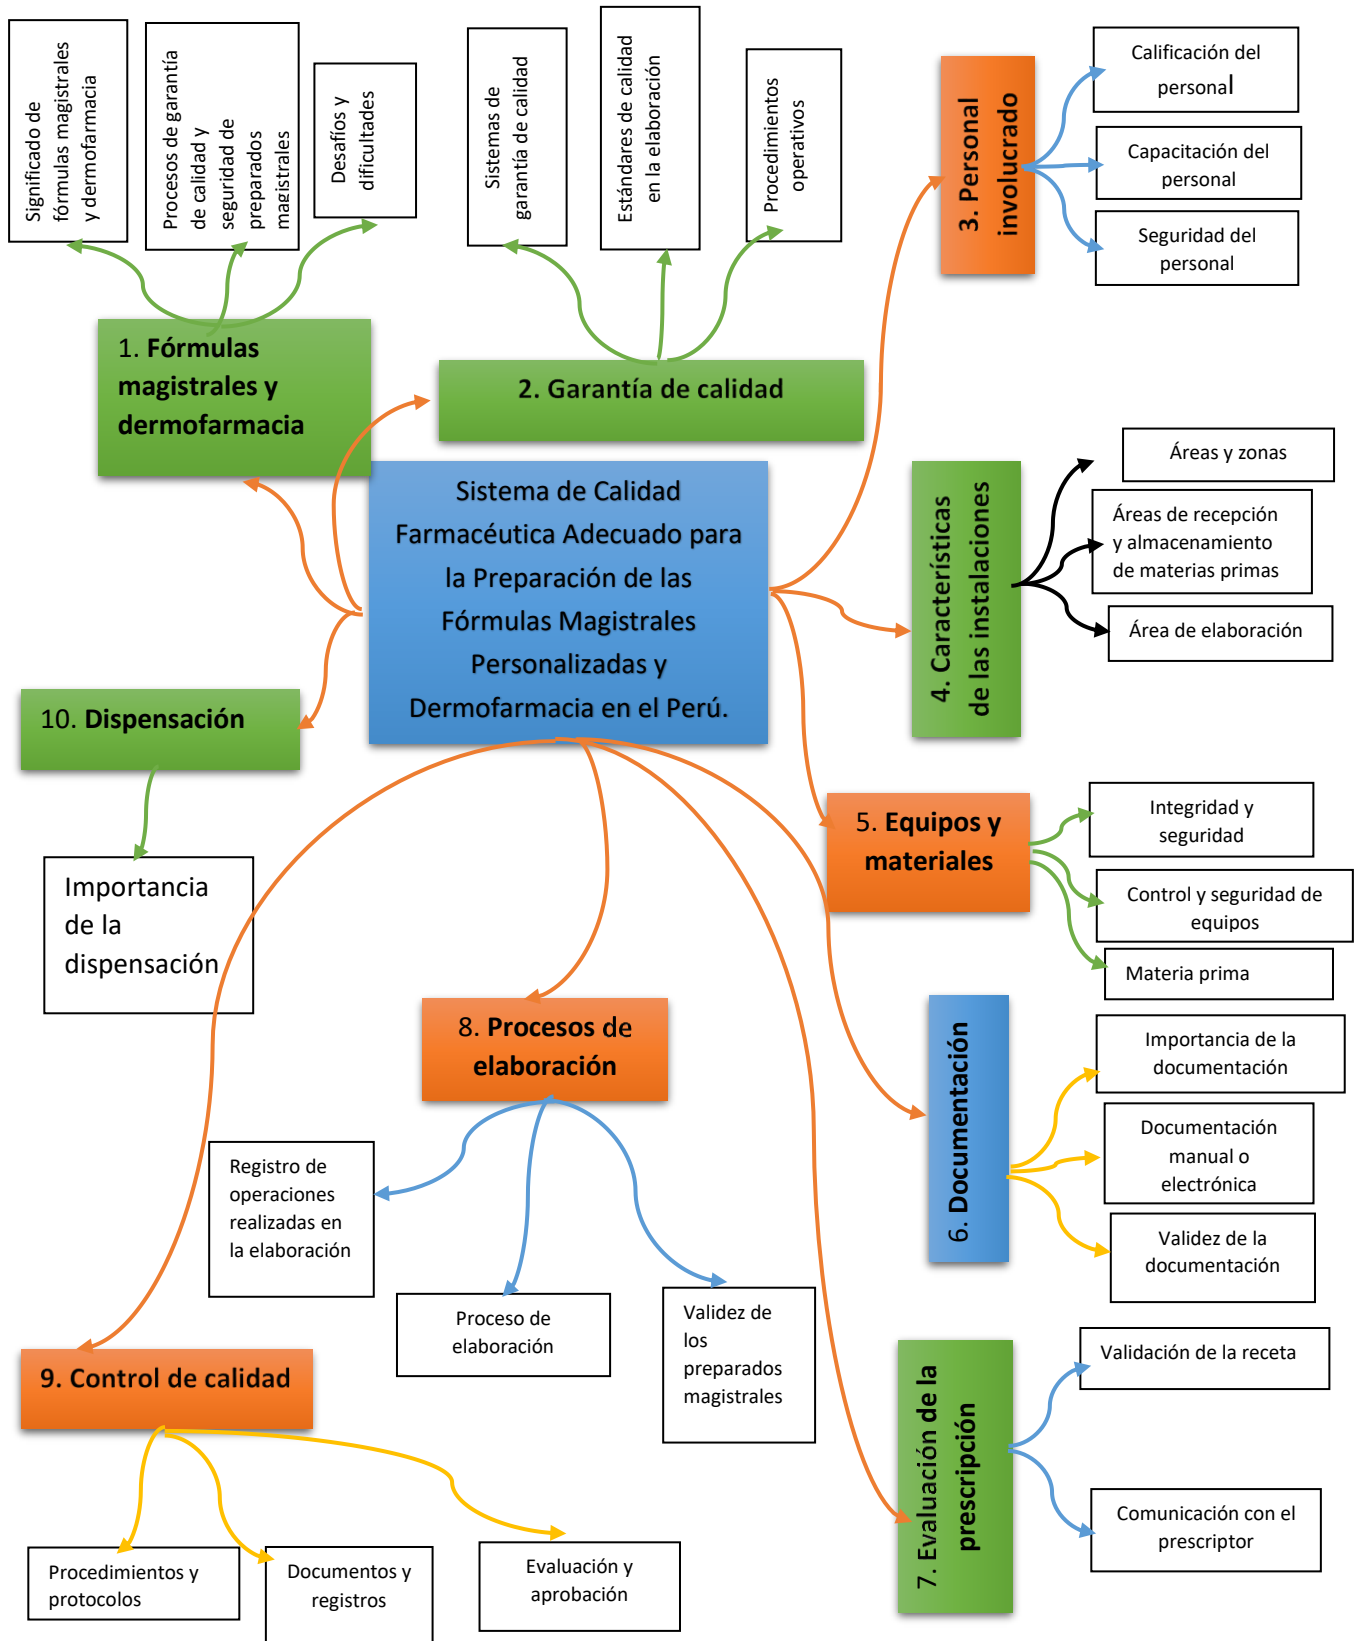 Significado de
fórmulas magistrales
y dermofarmacia
Procesos de garantía
de calidad y
seguridad de
preparados
magistrales
Desafíos y
dificultades
1. Fórmulas
magistrales y
dermofarmacia
Sistemas de
garantía de calidad
Estándares de calidad
en la elaboración
Procedimientos
operativos
2. Garantía de calidad
3. Personal
involucrado
Calificación del
personal
Capacitación del
personal
Seguridad del
personal
Sistema de Calidad
Farmacéutica Adecuado para
la Preparación de las
Fórmulas Magistrales
Personalizadas y
Dermofarmacia en el Perú.
4. Características
de las instalaciones
Áreas y zonas
Áreas de recepción
y almacenamiento
de materias primas
Área de elaboración
10. Dispensación
Importancia
de la
dispensación
5. Equipos y
materiales
Integridad y
seguridad
Control y seguridad de
equipos
Materia prima
6. Documentación
Importancia de la
documentación
Documentación
manual o
electrónica
Validez de la
documentación
8. Procesos de
elaboración
Registro de
operaciones
realizadas en
la elaboración
Proceso de
elaboración
Validez de
los
preparados
magistrales
7. Evaluación de la
prescripción
Validación de la receta
Comunicación con el
prescriptor
9. Control de calidad
Procedimientos y
protocolos
Documentos y
registros
Evaluación y
aprobación